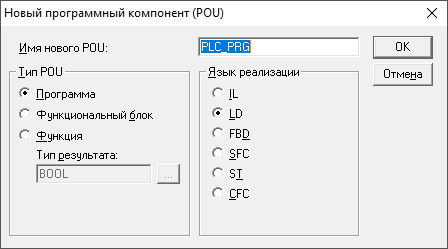 Новый программный компонент (POU)
Имя нового POU:
PLC_PRG
OK
Отмена
Тип POU
Программа
Функциональный блок
Функция
Тип результата:
BOOL
...
Язык реализации
IL
LD
FBD
SFC
ST
CFC